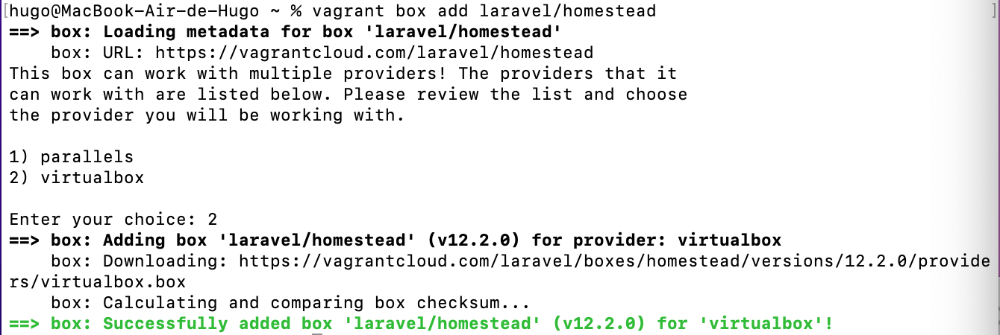 [hugo@MacBook-Air-de-Hugo ~ % vagrant box add laravel/homestead ]
==> box: Loading metadata for box 'laravel/homestead'
    box: URL: https://vagrantcloud.com/laravel/homestead
This box can work with multiple providers! The providers that it
can work with are listed below. Please review the list and choose
the provider you will be working with.

1) parallels
2) virtualbox

Enter your choice: 2
==> box: Adding box 'laravel/homestead' (v12.2.0) for provider: virtualbox
    box: Downloading: https://vagrantcloud.com/laravel/boxes/homestead/versions/12.2.0/provide
rs/virtualbox.box
    box: Calculating and comparing box checksum...
==> box: Successfully added box 'laravel/homestead' (v12.2.0) for 'virtualbox'!